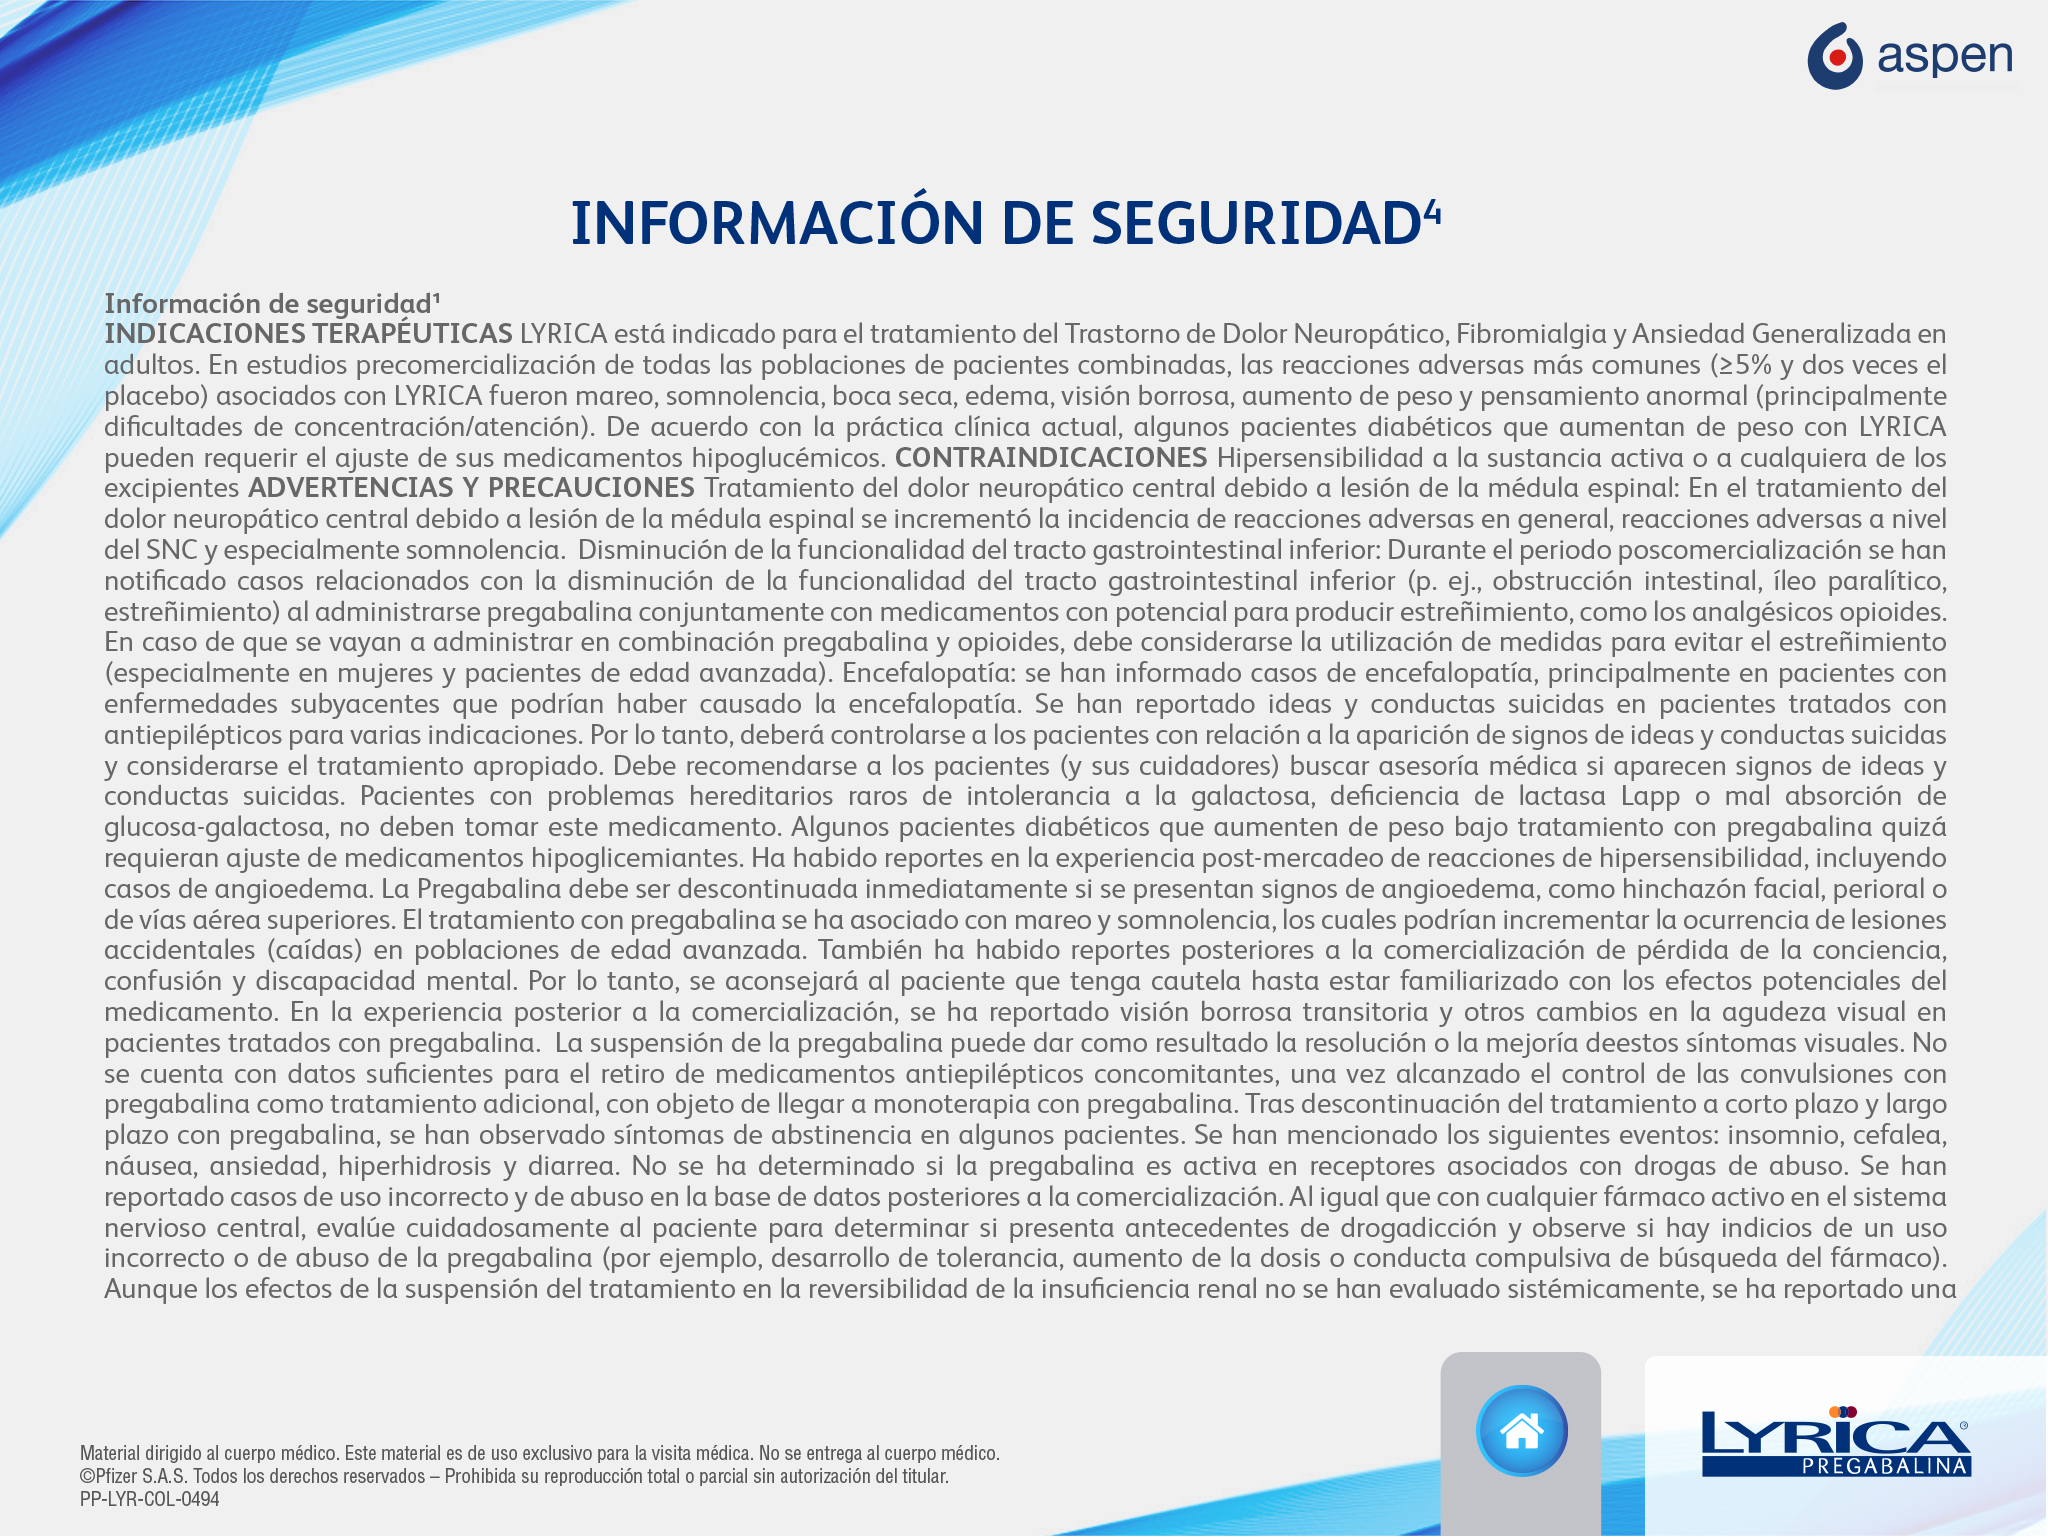 aspen
INFORMACIÓN DE SEGURIDAD⁴
Información de seguridad¹
INDICACIONES TERAPÉUTICAS LYRICA está indicado para el tratamiento del Trastorno de Dolor Neuropático, Fibromialgia y Ansiedad Generalizada en
adultos. En estudios precomercialización de todas las poblaciones de pacientes combinadas, las reacciones adversas más comunes (≥5% y dos veces el
placebo) asociados con LYRICA fueron mareo, somnolencia, boca seca, edema, visión borrosa, aumento de peso y pensamiento anormal (principalmente
dificultades de concentración/atención). De acuerdo con la práctica clínica actual, algunos pacientes diabéticos que aumentan de peso con LYRICA
pueden requerir el ajuste de sus medicamentos hipoglucémicos. CONTRAINDICACIONES Hipersensibilidad a la sustancia activa o a cualquiera de los
excipientes ADVERTENCIAS Y PRECAUCIONES Tratamiento del dolor neuropático central debido a lesión de la médula espinal: En el tratamiento del
dolor neuropático central debido a lesión de la médula espinal se incrementó la incidencia de reacciones adversas en general, reacciones adversas a nivel
del SNC y especialmente somnolencia. Disminución de la funcionalidad del tracto gastrointestinal inferior: Durante el periodo poscomercialización se han
notificado casos relacionados con la disminución de la funcionalidad del tracto gastrointestinal inferior (p. ej., obstrucción intestinal, íleo paralítico,
estreñimiento) al administrarse pregabalina conjuntamente con medicamentos con potencial para producir estreñimiento, como los analgésicos opioides.
En caso de que se vayan a administrar en combinación pregabalina y opioides, debe considerarse la utilización de medidas para evitar el estreñimiento
(especialmente en mujeres y pacientes de edad avanzada). Encefalopatía: se han informado casos de encefalopatía, principalmente en pacientes con
enfermedades subyacentes que podrían haber causado la encefalopatía. Se han reportado ideas y conductas suicidas en pacientes tratados con
antiepilépticos para varias indicaciones. Por lo tanto, deberá controlarse a los pacientes con relación a la aparición de signos de ideas y conductas suicidas
y considerarse el tratamiento apropiado. Debe recomendarse a los pacientes (y sus cuidadores) buscar asesoría médica si aparecen signos de ideas y
conductas suicidas. Pacientes con problemas hereditarios raros de intolerancia a la galactosa, deficiencia de lactasa Lapp o mal absorción de
glucosa-galactosa, no deben tomar este medicamento. Algunos pacientes diabéticos que aumenten de peso bajo tratamiento con pregabalina quizá
requieran ajuste de medicamentos hipoglicemiantes. Ha habido reportes en la experiencia post-mercadeo de reacciones de hipersensibilidad, incluyendo
casos de angioedema. La Pregabalina debe ser descontinuada inmediatamente si se presentan signos de angioedema, como hinchazón facial, perioral o
de vías aérea superiores. El tratamiento con pregabalina se ha asociado con mareo y somnolencia, los cuales podrían incrementar la ocurrencia de lesiones
accidentales (caídas) en poblaciones de edad avanzada. También ha habido reportes posteriores a la comercialización de pérdida de la conciencia,
confusión y discapacidad mental. Por lo tanto, se aconsejará al paciente que tenga cautela hasta estar familiarizado con los efectos potenciales del
medicamento. En la experiencia posterior a la comercialización, se ha reportado visión borrosa transitoria y otros cambios en la agudeza visual en
pacientes tratados con pregabalina. La suspensión de la pregabalina puede dar como resultado la resolución o la mejoría deestos síntomas visuales. No
se cuenta con datos suficientes para el retiro de medicamentos antiepilépticos concomitantes, una vez alcanzado el control de las convulsiones con
pregabalina como tratamiento adicional, con objeto de llegar a monoterapia con pregabalina. Tras descontinuación del tratamiento a corto plazo y largo
plazo con pregabalina, se han observado síntomas de abstinencia en algunos pacientes. Se han mencionado los siguientes eventos: insomnio, cefalea,
náusea, ansiedad, hiperhidrosis y diarrea. No se ha determinado si la pregabalina es activa en receptores asociados con drogas de abuso. Se han
reportado casos de uso incorrecto y de abuso en la base de datos posteriores a la comercialización. Al igual que con cualquier fármaco activo en el sistema
nervioso central, evalúe cuidadosamente al paciente para determinar si presenta antecedentes de drogadicción y observe si hay indicios de un uso
incorrecto o de abuso de la pregabalina (por ejemplo, desarrollo de tolerancia, aumento de la dosis o conducta compulsiva de búsqueda del fármaco).
Aunque los efectos de la suspensión del tratamiento en la reversibilidad de la insuficiencia renal no se han evaluado sistémicamente, se ha reportado una
Material dirigido al cuerpo médico. Este material es de uso exclusivo para la visita médica. No se entrega al cuerpo médico.
©Pfizer S.A.S. Todos los derechos reservados – Prohibida su reproducción total o parcial sin autorización del titular.
PP-LYR-COL-0494
LYRICA®
PREGABALINA